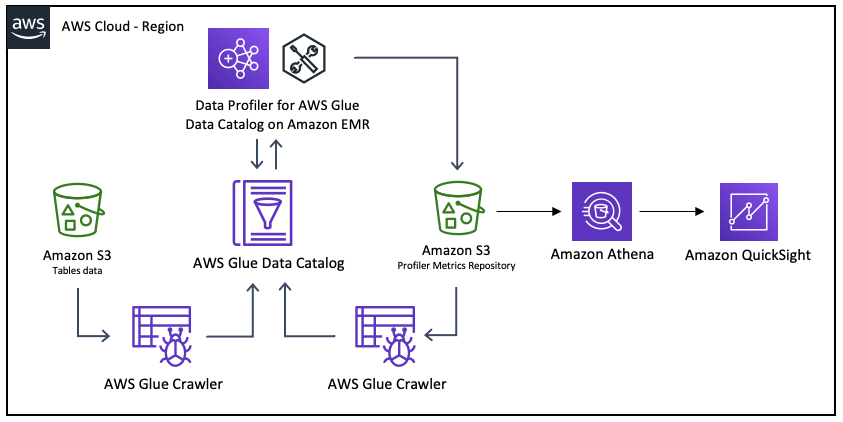 aws
AWS Cloud - Region
Data Profiler for AWS Glue
Data Catalog on Amazon EMR
Amazon S3
Tables data
AWS Glue Data Catalog
Amazon S3
Profiler Metrics Repository
Amazon Athena
Amazon QuickSight
AWS Glue Crawler
AWS Glue Crawler